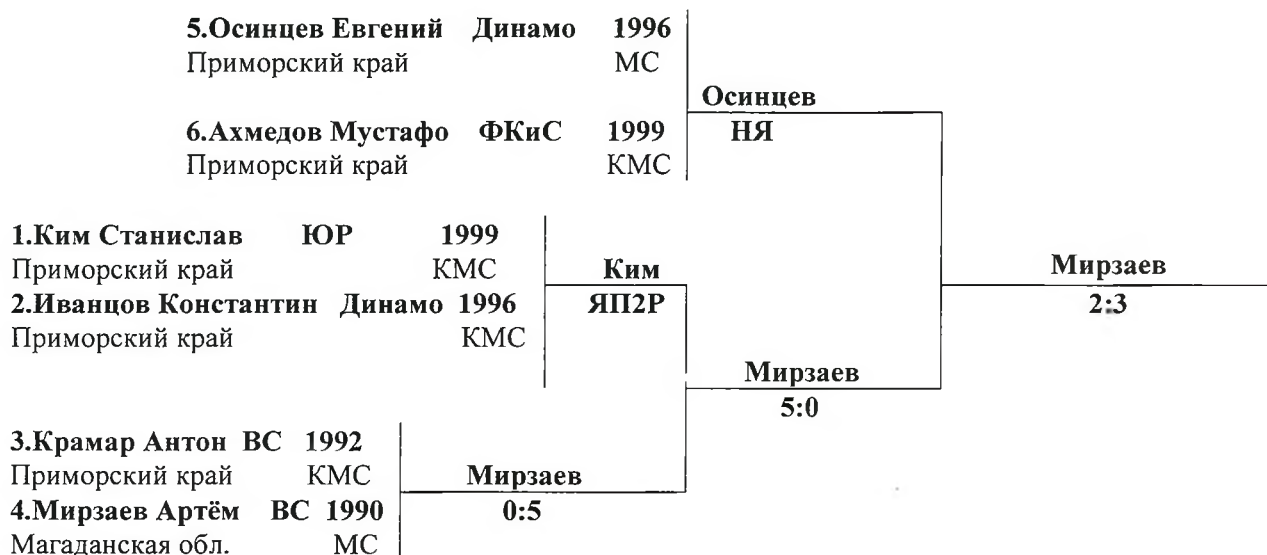 5.Осинцев Евгений Динамо 1996
Приморский край МС
Осинцев
6.Ахмедов Мустафо ФКиС 1999
НЯ
Приморский край КМС
1.Ким Станислав ЮР 1999
Приморский край КМС
Ким
2.Иванцов Константин Динамо 1996
ЯП2Р
Приморский край КМС
Мирзаев
2:3
Мирзаев
5:0
3.Крамар Антон ВС 1992
Приморский край КМС
Мирзаев
4.Мирзаев Артём ВС 1990
0:5
Магаданская обл. МС